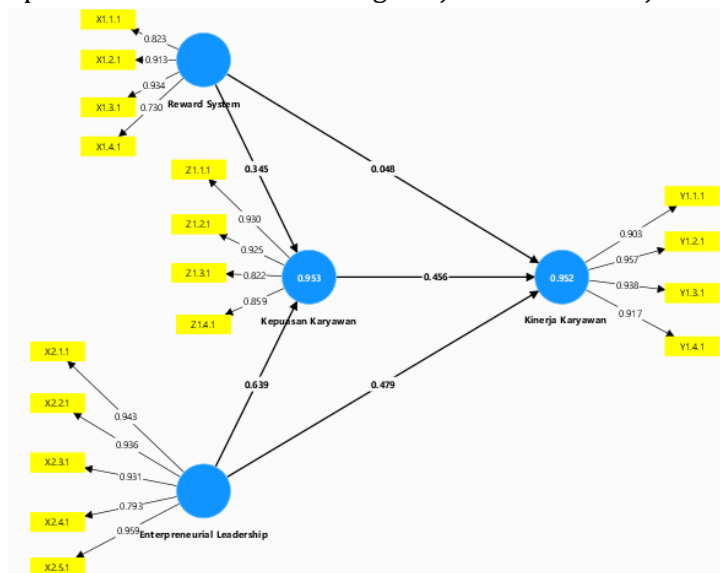 X1.1.1
0.823
X1.2.1
0.913
0.934
X1.3.1
Reward System
0.730
X1.4.1
Z1.1.1
0.345
0.048
X1.1.1
Y1.1.1
0.930
Z1.2.1
0.903
0.925
Y1.2.1
0.957
Z1.3.1
0.822
0.953
0.456
0.952
0.938
Y1.3.1
0.859
0.917
Z1.4.1
Kepuasan Karyawan
Kinerja Karyawan
Y1.4.1
X2.1.1
0.639
0.479
X2.2.1
0.943
0.936
X2.3.1
0.931
0.793
X2.4.1
0.959
Enterpreneurial Leadership
X2.5.1